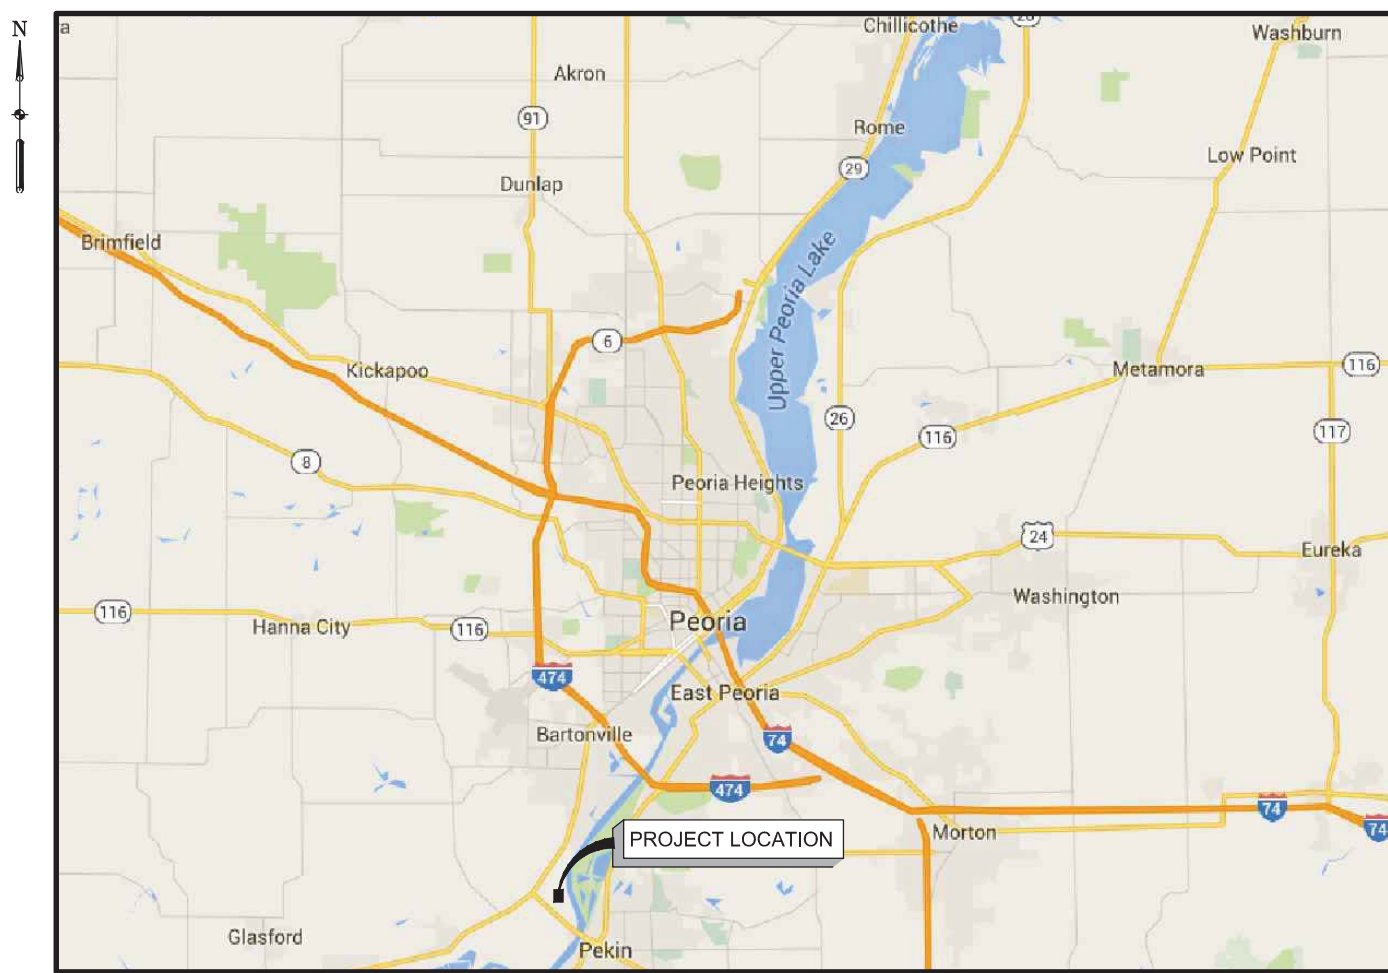 N
a
Chillicothe
26
Washburn
Akron
91
Rome
Low Point
29
Dunlap
Upper Peoria Lake
Brimfield
6
Kickapoo
Metamora
116
26
116
117
8
Peoria Heights
24
Eureka
Washington
116
Hanna City
116
Peoria
474
East Peoria
Bartonville
74
474
74
74
Morton
PROJECT LOCATION
Glasford
Pekin